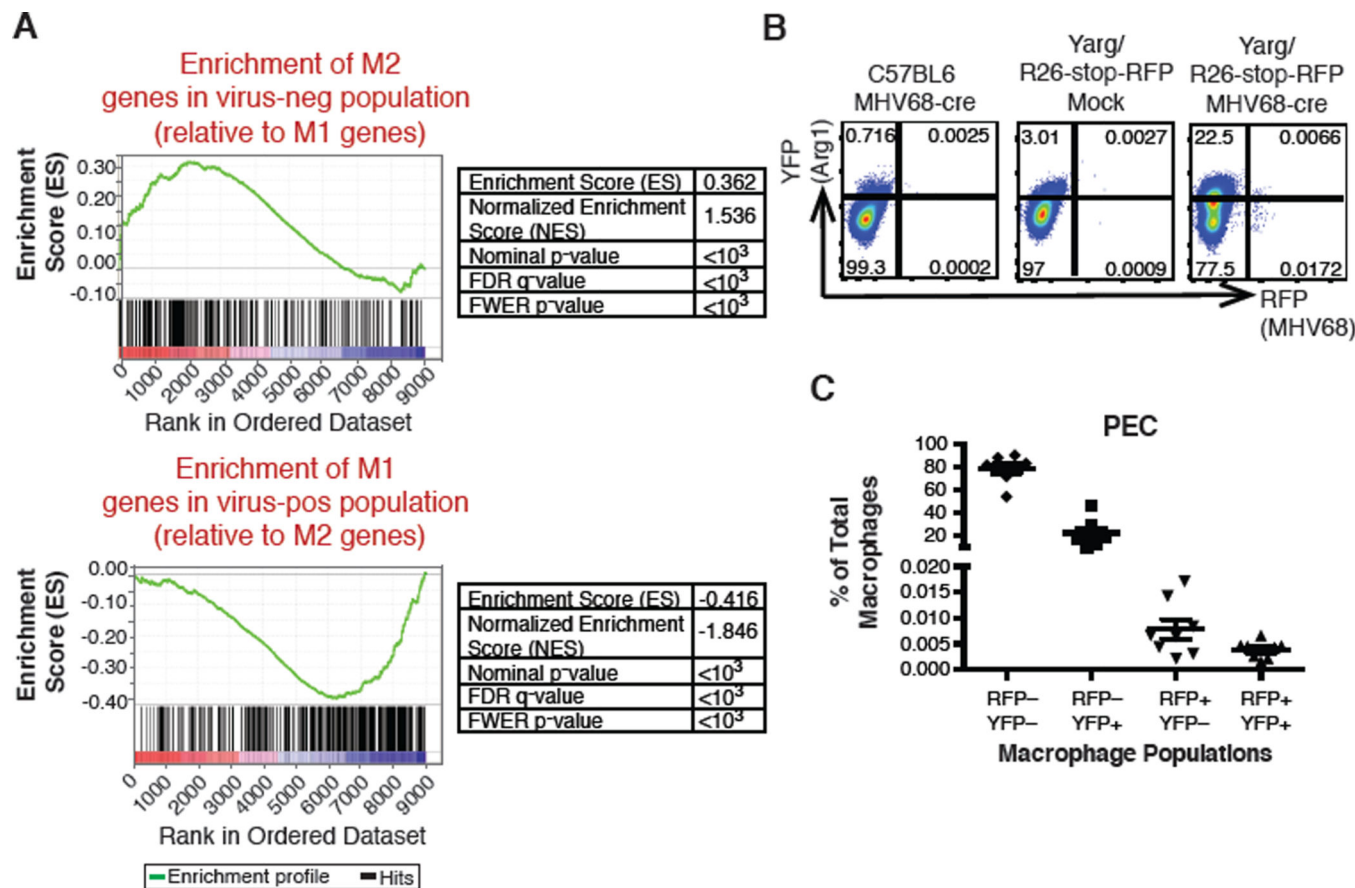 A
Enrichment of M2
genes in virus-neg population
(relative to M1 genes)
Enrichment
Score (ES)
0.30
0.20
0.10
0.00
-0.10
0
1000
2000
3000
4000
5000
6000
7000
8000
9000
Rank in Ordered Dataset
Enrichment Score (ES) 0.362
Normalized Enrichment
Score (NES) 1.536
Nominal p-value <10³
FDR q-value <10³
FWER p-value <10³
Enrichment of M1
genes in virus-pos population
(relative to M2 genes)
Enrichment
Score (ES)
0.00
-0.10
-0.20
-0.30
-0.40
0
1000
2000
3000
4000
5000
6000
7000
8000
9000
Rank in Ordered Dataset
Enrichment Score (ES) -0.416
Normalized Enrichment
Score (NES) -1.846
Nominal p-value <10³
FDR q-value <10³
FWER p-value <10³
Enrichment profile Hits
B
C57BL6
MHV68-cre
Yarg/
R26-stop-RFP
Mock
Yarg/
R26-stop-RFP
MHV68-cre
YFP
(Arg1)
0.716 0.0025
99.3 0.0002
3.01 0.0027
97 0.0009
22.5 0.0066
77.5 0.0172
RFP
(MHV68)
C
PEC
% of Total
Macrophages
100
80
60
40
20
0.020
0.015
0.010
0.005
0.000
RFP– RFP– RFP+ RFP+
YFP– YFP+ YFP– YFP+
Macrophage Populations